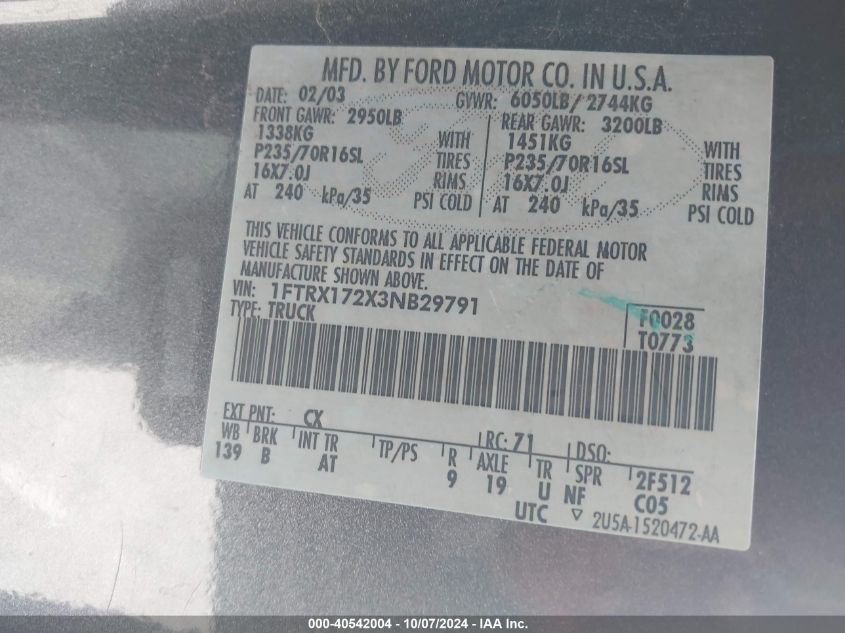 MFD. BY FORD MOTOR CO. IN U.S.A.
DATE: 02/03 GVWR: 6050LB/ 2744KG
FRONT GAWR: 2950LB REAR GAWR: 3200LB
1338KG WITH 1451KG WITH
P235/70R16SL TIRES P235/70R16SL TIRES
16X7.0J RIMS 16X7.0J RIMS
AT 240 kPa/35 PSI COLD AT 240 kPa/35 PSI COLD
THIS VEHICLE CONFORMS TO ALL APPLICABLE FEDERAL MOTOR
VEHICLE SAFETY STANDARDS IN EFFECT ON THE DATE OF
MANUFACTURE SHOWN ABOVE.
VIN: 1FTRX172X3NB29791
TYPE: TRUCK
F0028
T0773
EXT PNT: CX RC: 71 DSO:
WB BRK INT TR TP/PS R AXLE TR SPR 2F512
139 B AT 9 19 U NF C05
UTC ▽ 2U5A-1520472-AA
000-40542004 - 10/07/2024 - IAA Inc.